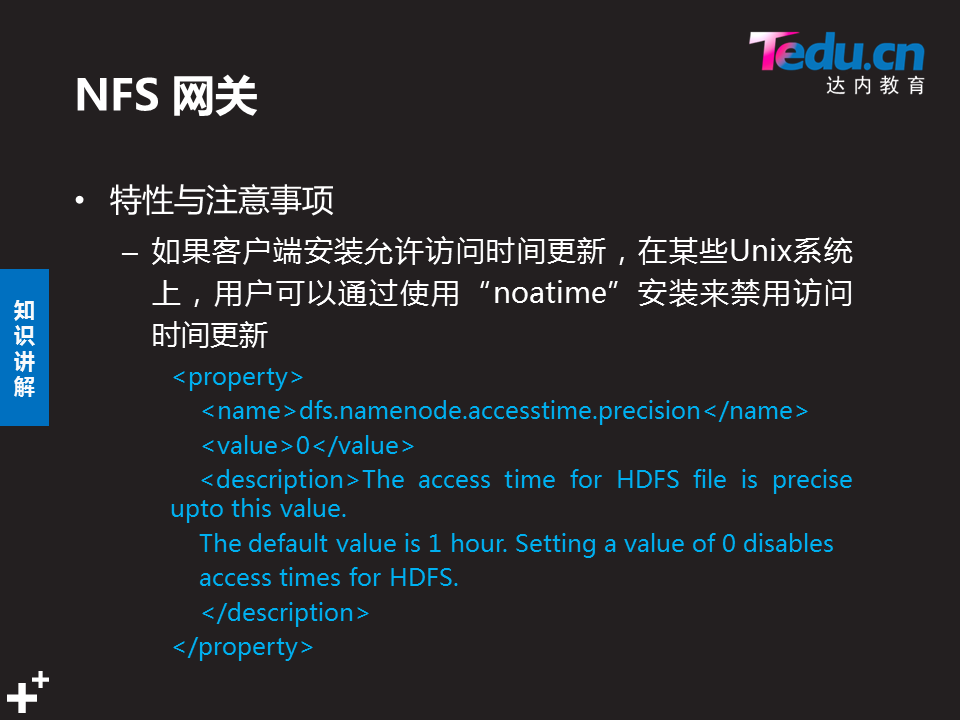 Tedu.cn
达内教育
NFS 网关
• 特性与注意事项
– 如果客户端安装允许访问时间更新，在某些Unix系统
上，用户可以通过使用“noatime”安装来禁用访问
时间更新
知
识
讲
解
<property>
<name>dfs.namenode.accesstime.precision</name>
<value>0</value>
<description>The access time for HDFS file is precise
upto this value.
The default value is 1 hour. Setting a value of 0 disables
access times for HDFS.
</description>
</property>